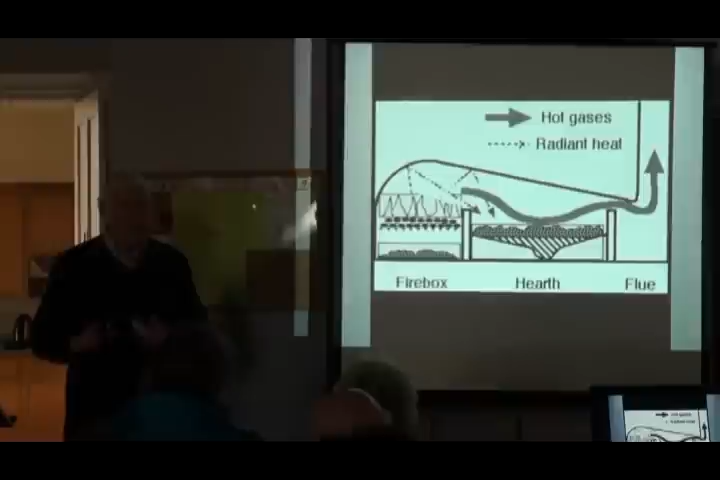 Hot gases
Radiant heat
Firebox
Hearth
Flue